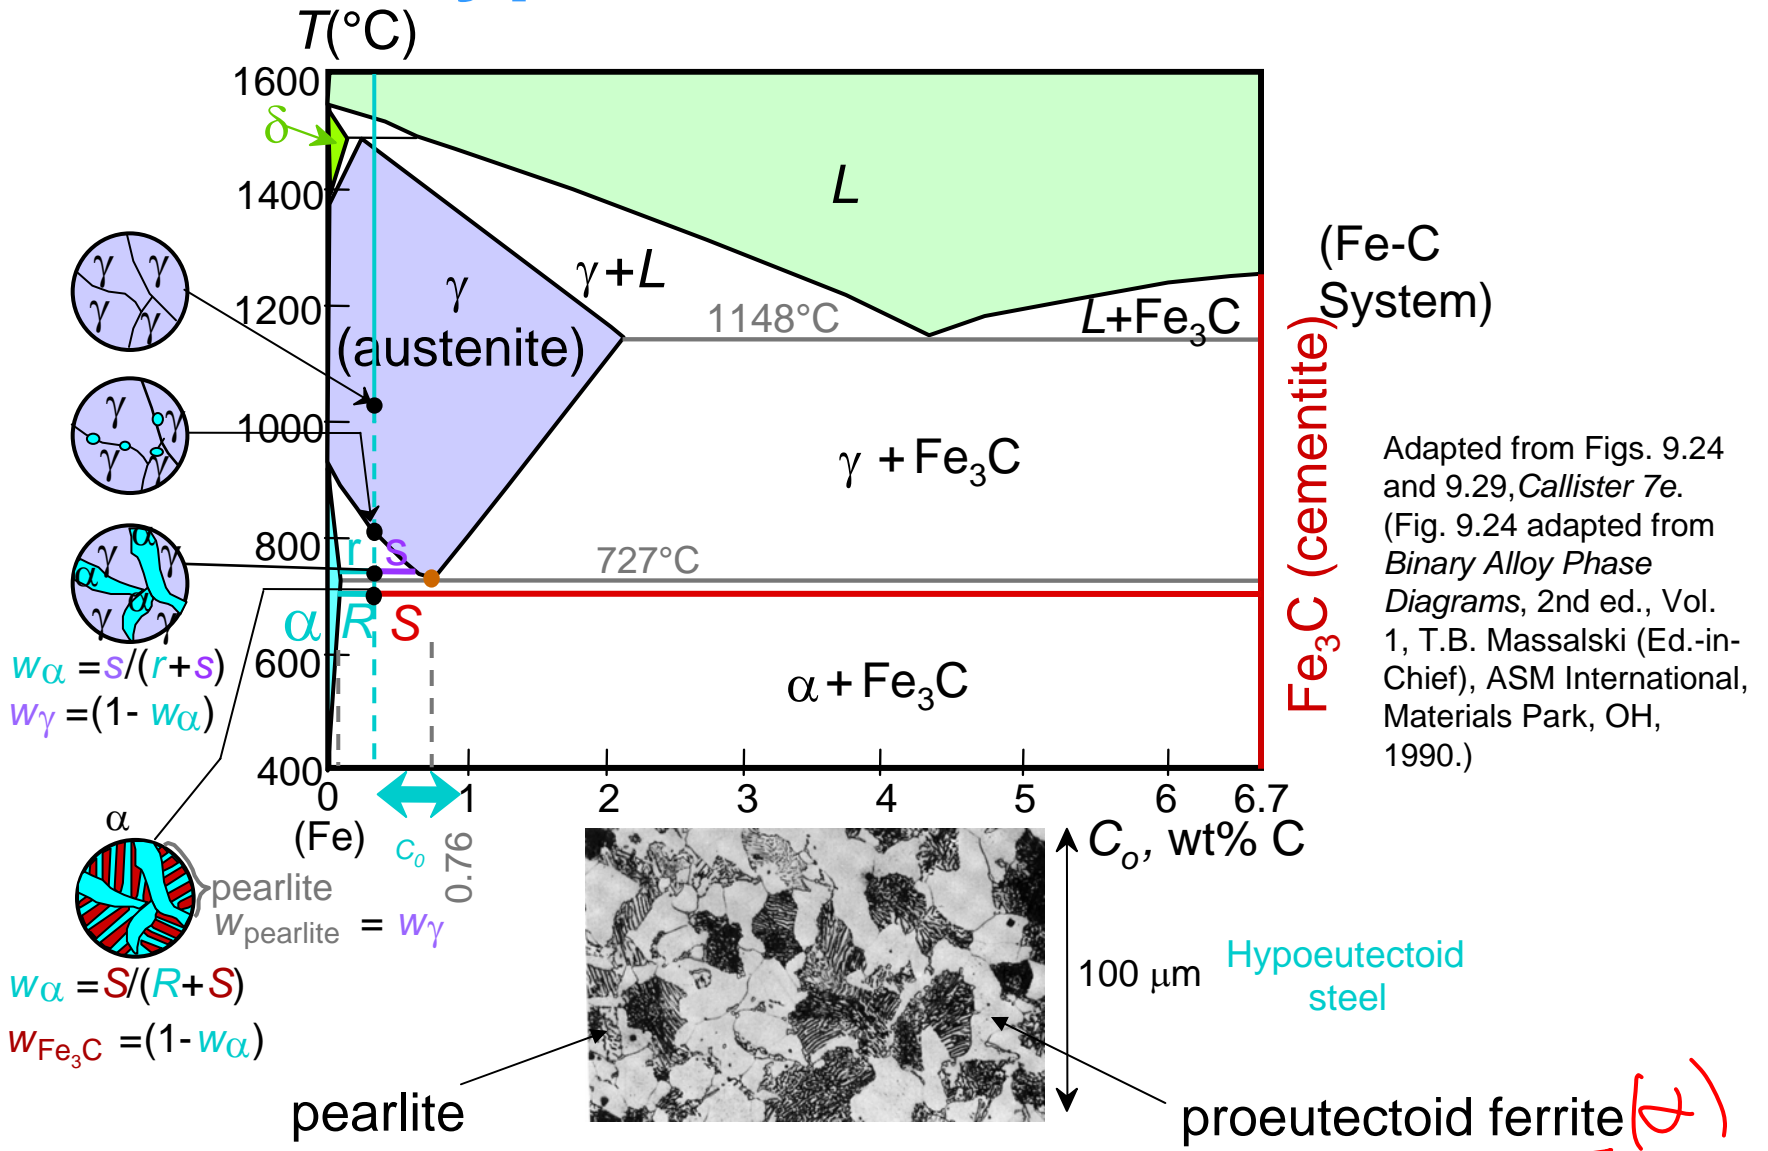 T(°C)
1600
δ
1400
L
γ+L
(Fe-C
System)
γ γ
γ γ
γ
(austenite)
1200
1148°C
L+Fe3C
1000
γ γ
γ γ
γ + Fe3C
Fe3C (cementite)
Adapted from Figs. 9.24
and 9.29, Callister 7e.
(Fig. 9.24 adapted from
Binary Alloy Phase
Diagrams, 2nd ed., Vol.
1, T.B. Massalski (Ed.-in-
Chief), ASM International,
Materials Park, OH,
1990.)
800
r s
727°C
α
γ γ
α
α
γ γ
α R S
600
α + Fe3C
wα =s/(r+s)
wγ =(1- wα)
400
0 1 2 3 4 5 6 6.7
(Fe)
C0
0.76
Co, wt% C
α
pearlite
wpearlite = wγ
wα =S/(R+S)
wFe3C =(1-wα)
100 μm
Hypoeutectoid
steel
pearlite
proeutectoid ferrite (α)